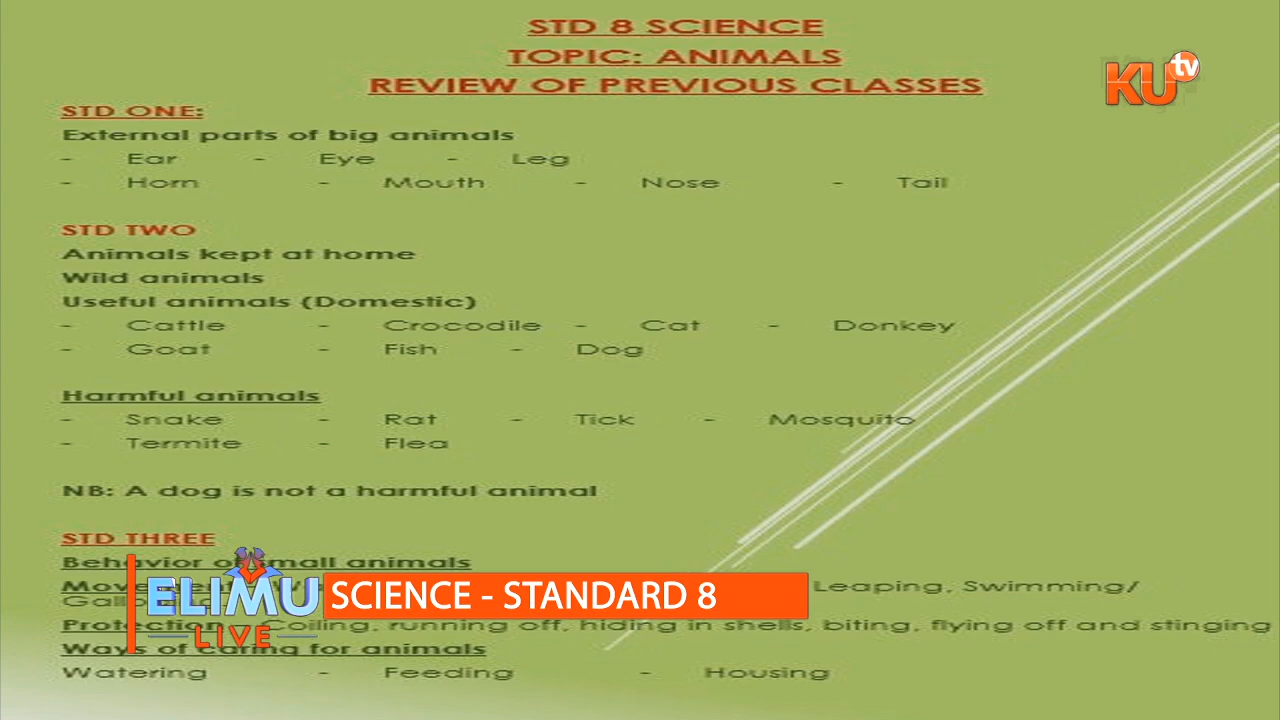 STD 8 SCIENCE
TOPIC: ANIMALS
REVIEW OF PREVIOUS CLASSES
KU tv
STD ONE:
External parts of big animals
- Ear - Eye - Leg
- Horn - Mouth - Nose - Tail
STD TWO
Animals kept at home
Wild animals
Useful animals (Domestic)
- Cattle - Crocodile - Cat - Donkey
- Goat - Fish - Dog
Harmful animals
- Snake - Rat - Tick - Mosquito
- Termite - Flea
NB: A dog is not a harmful animal
STD THREE
Behavior of small animals
Leaping, Swimming/
Protection Coiling, running off, hiding in shells, biting, flying off and stinging
Ways of caring for animals
Watering - Feeding - Housing
ELIMU
LIVE
SCIENCE - STANDARD 8